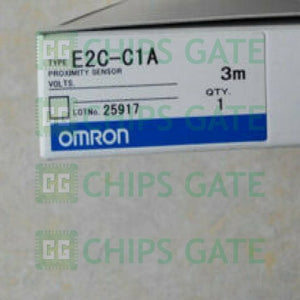 CHIPS GATE
TYPE E2C-C1A
PROXIMITY SENSOR
3m
VOLTS.
QTY.
LOTNo. 25917
1
OMRON
CHIPS GATE
CHIPS GATE
CHIPS GATE